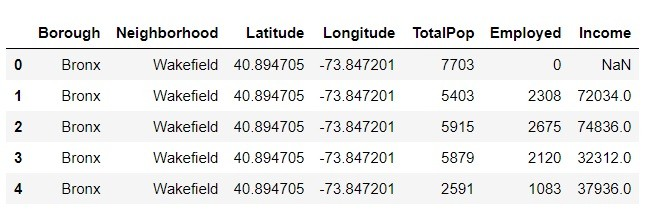 Borough Neighborhood Latitude Longitude TotalPop Employed Income
0 Bronx Wakefield 40.894705 -73.847201 7703 0 NaN
1 Bronx Wakefield 40.894705 -73.847201 5403 2308 72034.0
2 Bronx Wakefield 40.894705 -73.847201 5915 2675 74836.0
3 Bronx Wakefield 40.894705 -73.847201 5879 2120 32312.0
4 Bronx Wakefield 40.894705 -73.847201 2591 1083 37936.0